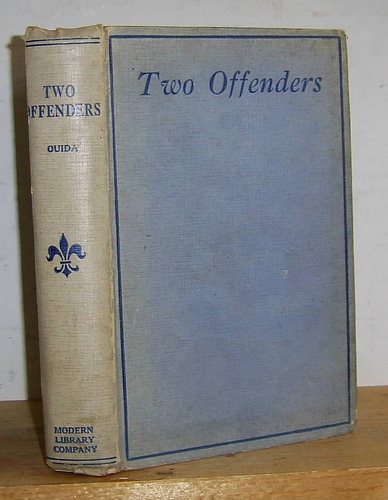 TWO
OFFENDERS
OUIDA
MODERN
LIBRARY
COMPANY
Two Offenders